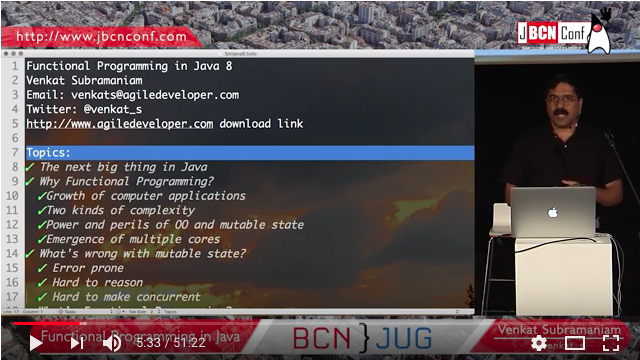 http://www.jbcnconf.com
JBCNConf
finjava8.todo
1 Functional Programming in Java 8
2 Venkat Subramaniam
3 Email: venkats@agiledeveloper.com
4 Twitter: @venkat_s
5 http://www.agiledeveloper.com download link
6
7 Topics:
8 ✓ The next big thing in Java
9 ✓ Why Functional Programming?
10 ✓Growth of computer applications
11 ✓Two kinds of complexity
12 ✓Power and perils of OO and mutable state
13 ✓Emergence of multiple cores
14 ✓ What's wrong with mutable state?
15 ✓ Error prone
16 ✓ Hard to reason
17 ✓ Hard to make concurrent
Functional Programming in Java
BCN}JUG
Venkat Subramaniam
5:33 / 51:22